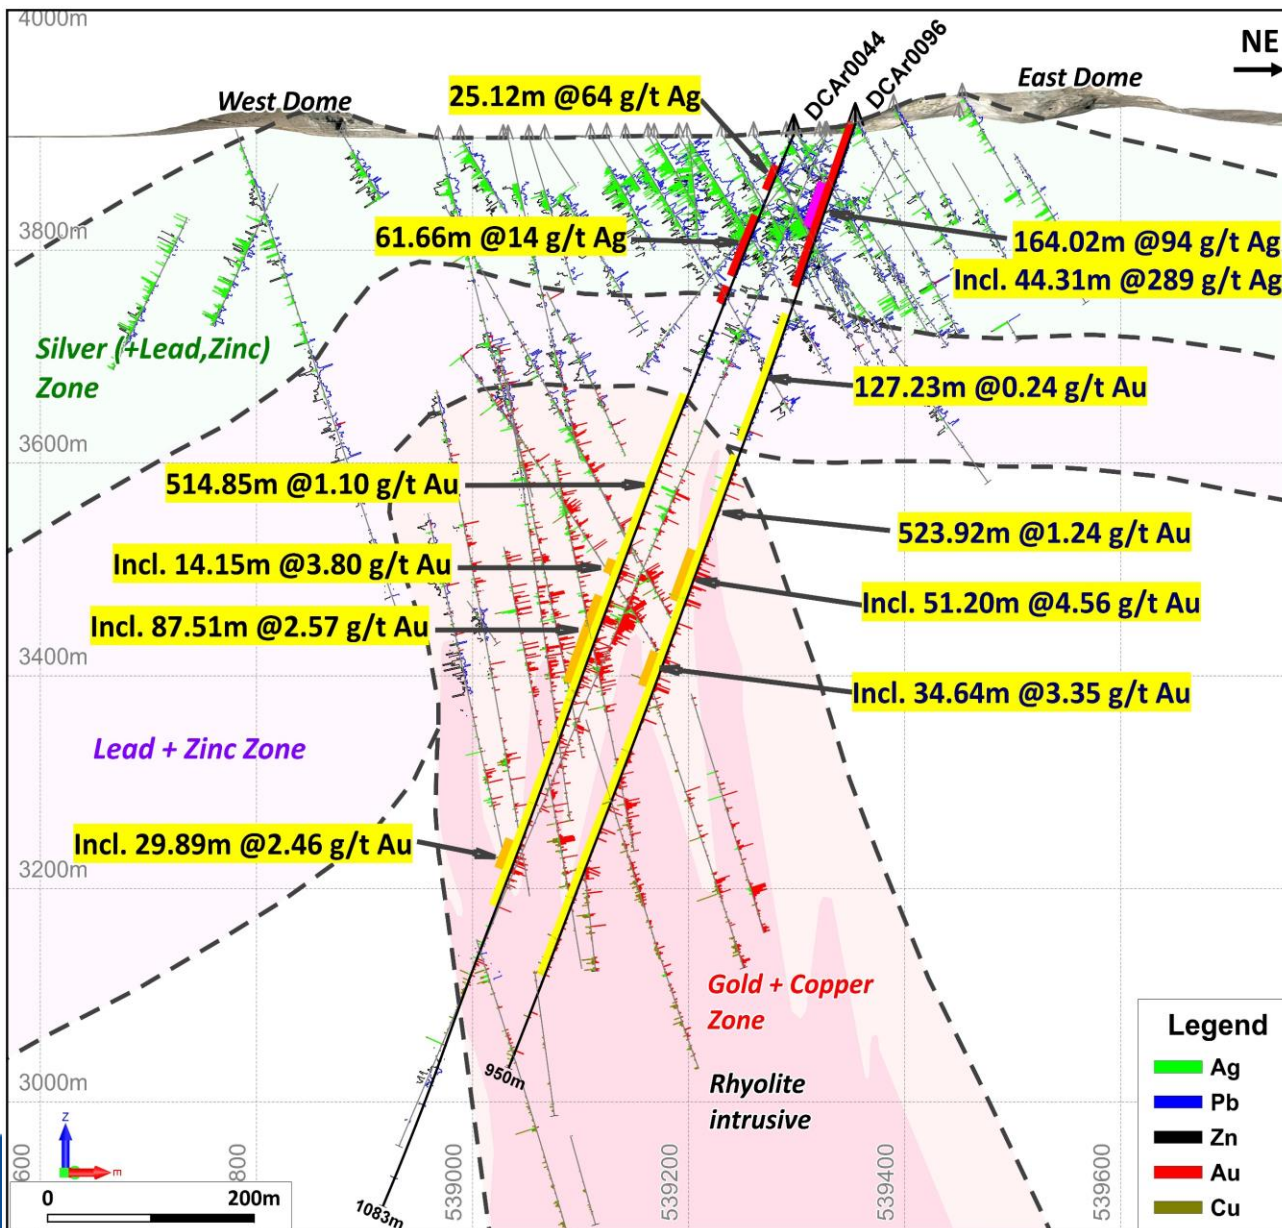 4000m
NE
West Dome
East Dome
DCAr0044
DCAr0096
25.12m @64 g/t Ag
61.66m @14 g/t Ag
164.02m @94 g/t Ag
Incl. 44.31m @289 g/t Ag
3800m
Silver (+Lead,Zinc)
Zone
127.23m @0.24 g/t Au
3600m
514.85m @1.10 g/t Au
523.92m @1.24 g/t Au
Incl. 14.15m @3.80 g/t Au
Incl. 51.20m @4.56 g/t Au
Incl. 87.51m @2.57 g/t Au
3400m
Incl. 34.64m @3.35 g/t Au
Lead + Zinc Zone
Incl. 29.89m @2.46 g/t Au
3200m
Gold + Copper
Zone
Rhyolite
intrusive
950m
3000m
1083m
Legend
Ag
Pb
Zn
Au
Cu
Z
E
0
200m
600
800
539000
539200
539400
539600